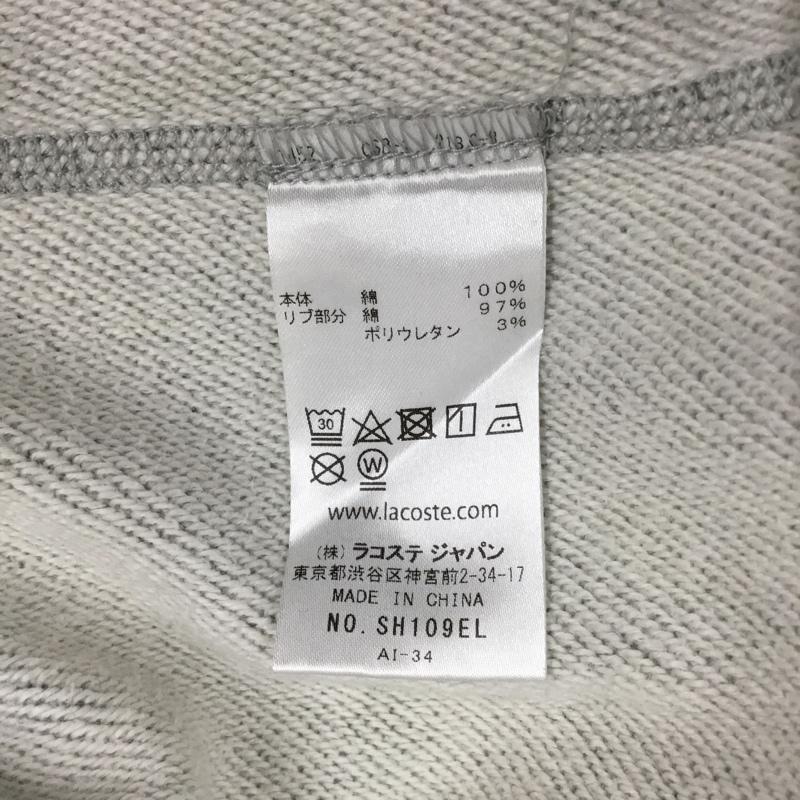 本体 綿 100%
リブ部分 綿 97%
ポリウレタン 3%
30
W
www.lacoste.com
(株) ラコステ ジャパン
東京都渋谷区神宮前2-34-17
MADE IN CHINA
NO. SH109EL
AI-34